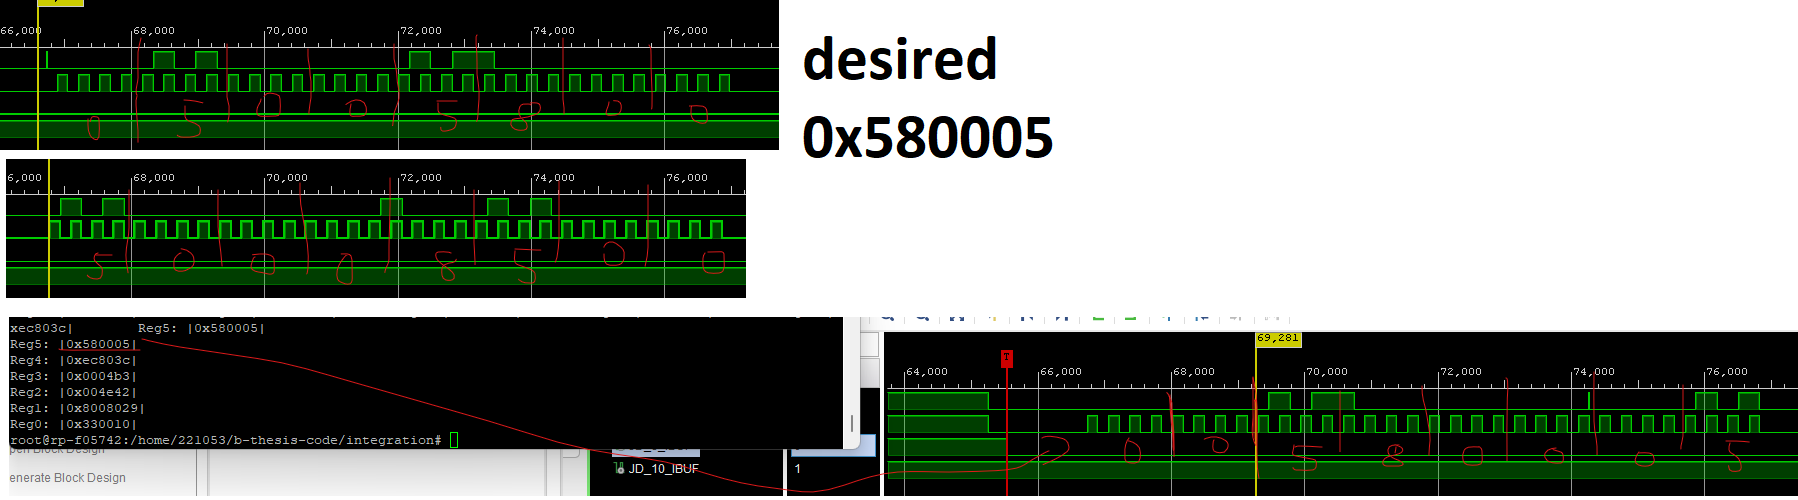 66,000 68,000 70,000 72,000 74,000 76,000
0 5 0 0 5 8 0 0
desired
0x580005
6,000 68,000 70,000 72,000 74,000 76,000
5 0 0 0 8 5 0 0
xec803c| Reg5: |0x580005|
Reg5: |0x580005|
Reg4: |0xec803c|
Reg3: |0x0004b3|
Reg2: |0x004e42|
Reg1: |0x8008029|
Reg0: |0x330010|
root@rp-f05742:/home/221053/b-thesis-code/integration#
pen Block Design
enerate Block Design
JD_10_IBUF 1
69,281
T
64,000 66,000 68,000 70,000 72,000 74,000 76,000
0 0 5 8 0 0 0 5